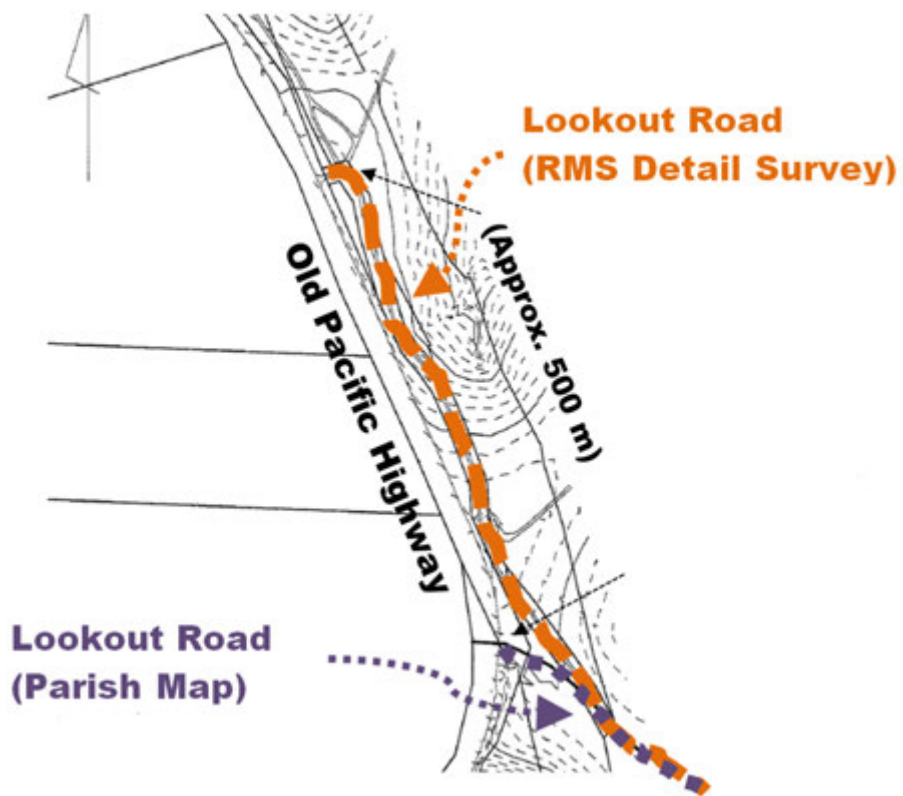 Lookout Road
(RMS Detail Survey)
(Approx. 500 m)
Old Pacific Highway
Lookout Road
(Parish Map)